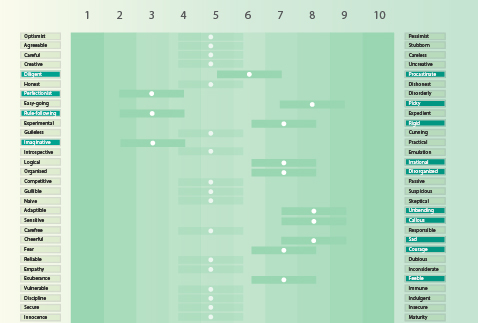 1 2 3 4 5 6 7 8 9 10
Optimist Pessimist
Agreeable Stubborn
Careful Careless
Creative Uncreative
Diligent Procastinate
Honest Dishonest
Perfectionist Disorderly
Easy-going Picky
Rule-following Expedient
Experimental Rigid
Guileless Cunning
Imaginative Practical
Introspective Emulation
Logical Irrational
Organised Disorganized
Competitive Passive
Gullible Suspicious
Naive Skeptical
Adaptible Unbending
Sensitive Callous
Carefree Responsible
Cheerful Sad
Fear Courage
Reliable Dubious
Empathy Inconsiderate
Exuberance Feeble
Vulnerable Immune
Discipline Indulgent
Secure Insecure
Innocence Maturity